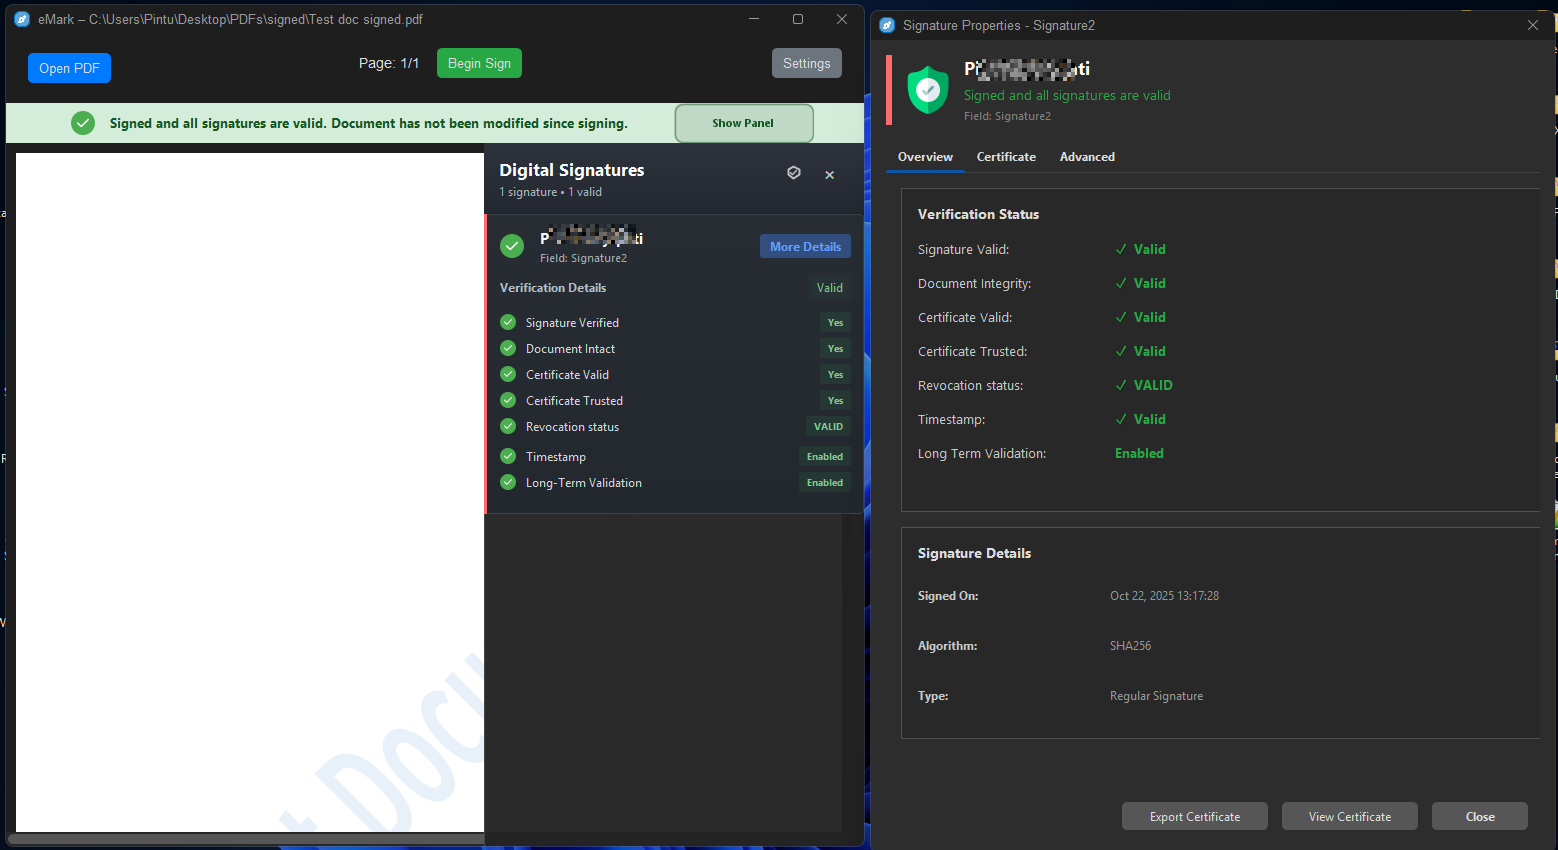 eMark – C:\Users\Pintu\Desktop\PDFs\signed\Test doc signed.pdf
Open PDF
Page: 1/1
Begin Sign
Settings
Signed and all signatures are valid. Document has not been modified since signing.
Show Panel
Digital Signatures
1 signature • 1 valid
More Details
Field: Signature2
Verification Details
Valid
Signature Verified
Yes
Document Intact
Yes
Certificate Valid
Yes
Certificate Trusted
Yes
Revocation status
VALID
Timestamp
Enabled
Long-Term Validation
Enabled
t Document
Signature Properties - Signature2
Signed and all signatures are valid
Field: Signature2
Overview
Certificate
Advanced
Verification Status
Signature Valid:
✓ Valid
Document Integrity:
✓ Valid
Certificate Valid:
✓ Valid
Certificate Trusted:
✓ Valid
Revocation status:
✓ VALID
Timestamp:
✓ Valid
Long Term Validation:
Enabled
Signature Details
Signed On:
Oct 22, 2025 13:17:28
Algorithm:
SHA256
Type:
Regular Signature
Export Certificate
View Certificate
Close